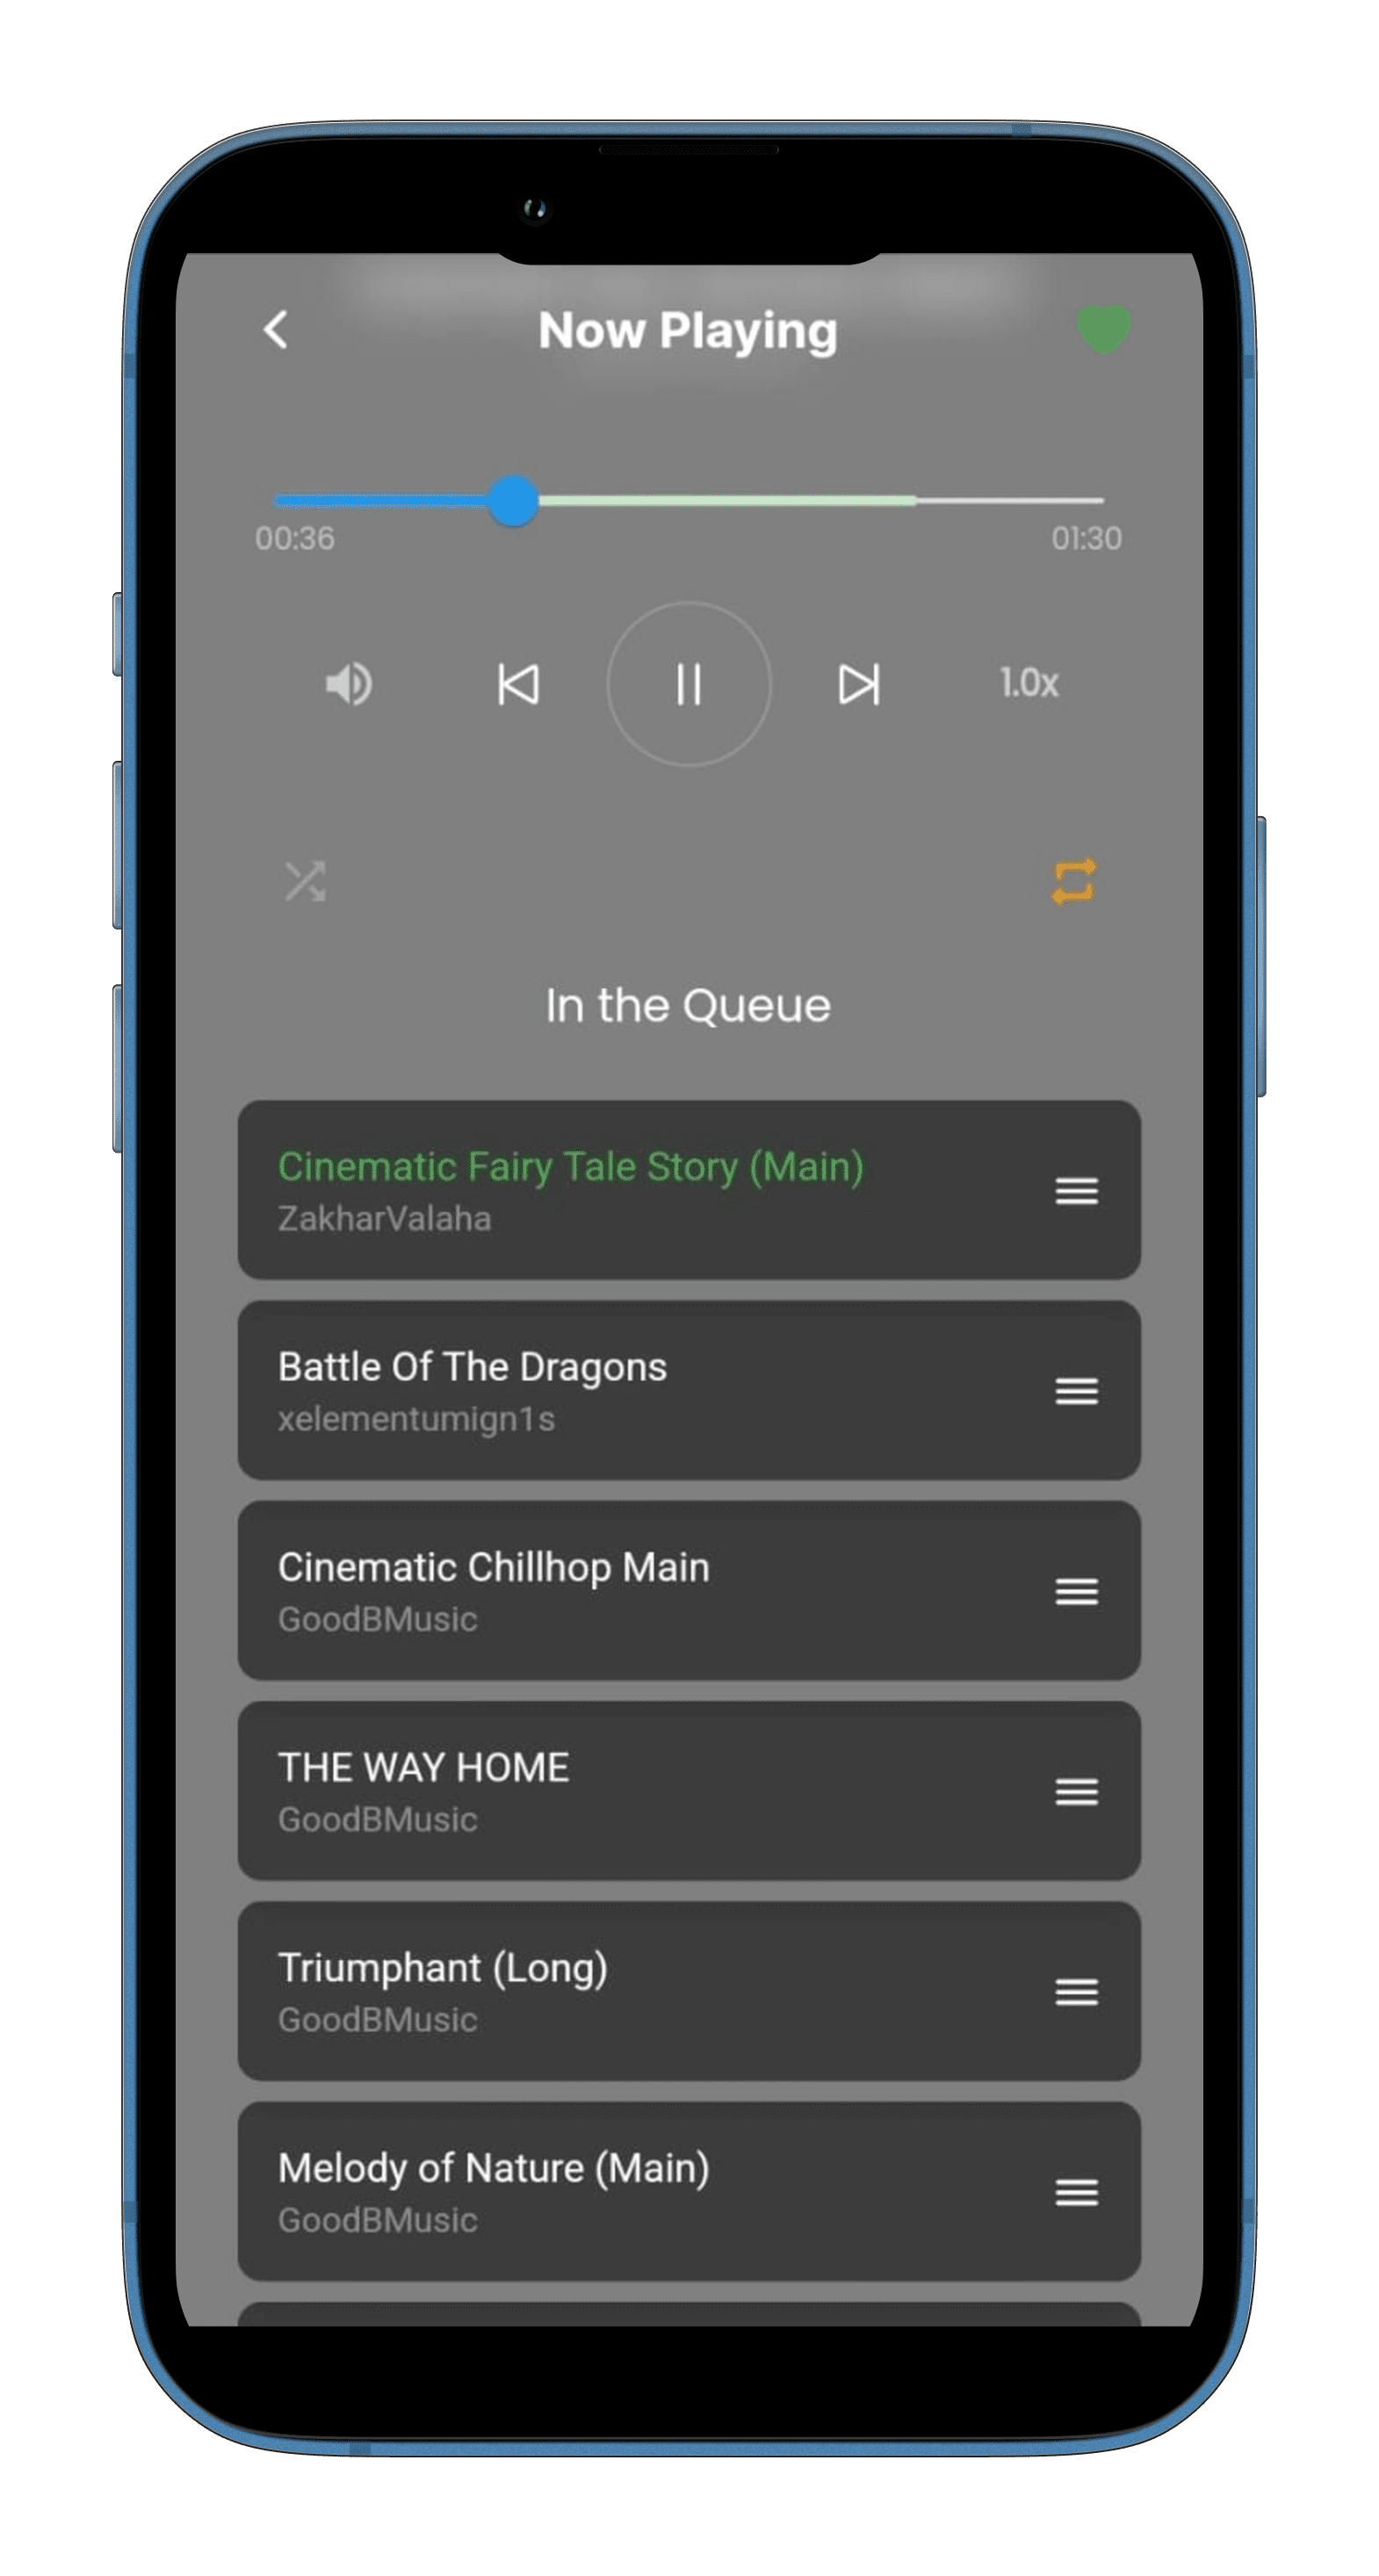 Now Playing
00:36 01:30
1.0x
In the Queue
Cinematic Fairy Tale Story (Main)
ZakharValaha
Battle Of The Dragons
xelementumign1s
Cinematic Chillhop Main
GoodBMusic
THE WAY HOME
GoodBMusic
Triumphant (Long)
GoodBMusic
Melody of Nature (Main)
GoodBMusic